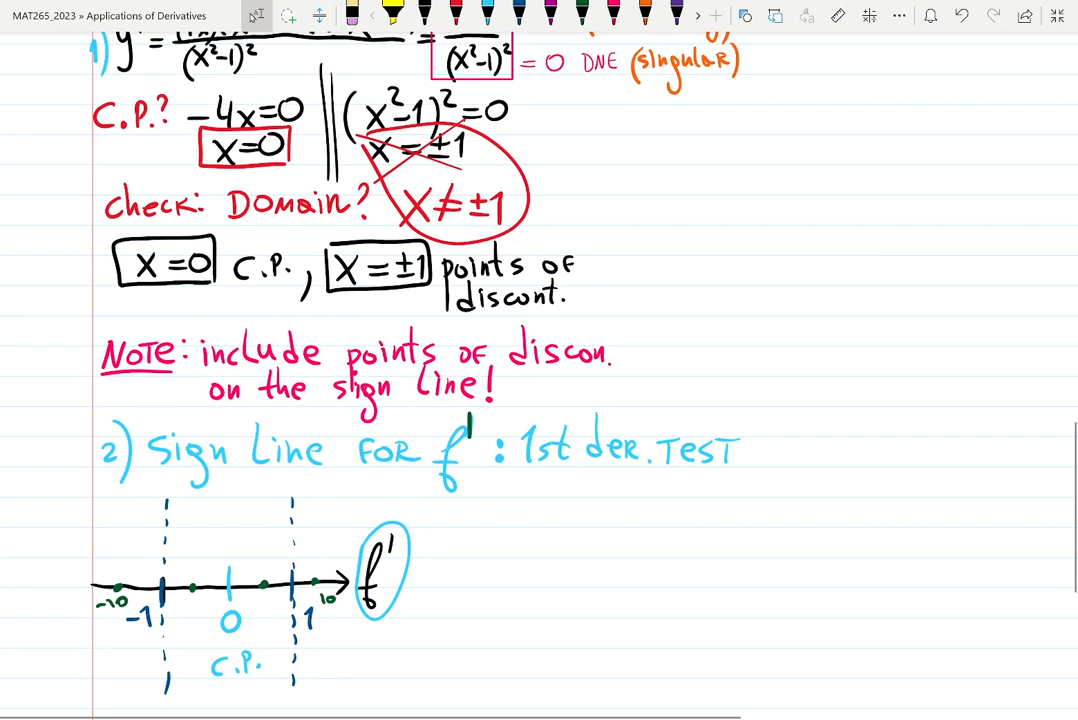 MAT265_2023 » Applications of Derivatives
1) y' = (x²-1)² = (x²-1)² = 0 DNE (singular)
C.P.? -4x=0 (x²-1)²=0
x=0 x=±1
check: Domain? x≠±1
x=0 C.P., x=±1 points of
discont.
NOTE: include points of discon.
on the sign line!
2) Sign Line FOR f' : 1st der. TEST
f'
-10 -1 0 1 10
C.P.